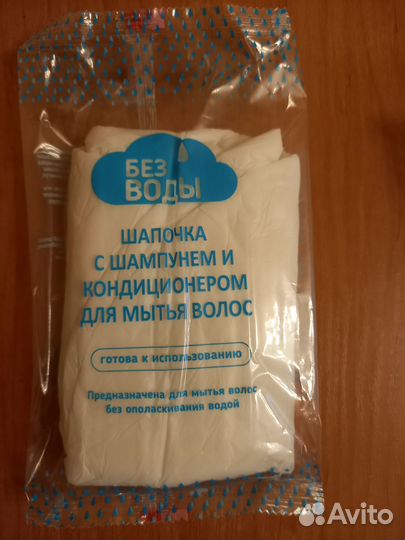 БЕЗ
ВОДЫ
ШАПОЧКА
С ШАМПУНЕМ И
КОНДИЦИОНЕРОМ
ДЛЯ МЫТЬЯ ВОЛОС
готова к использованию
Предназначена для мытья волос
без ополаскивания водой
Avito